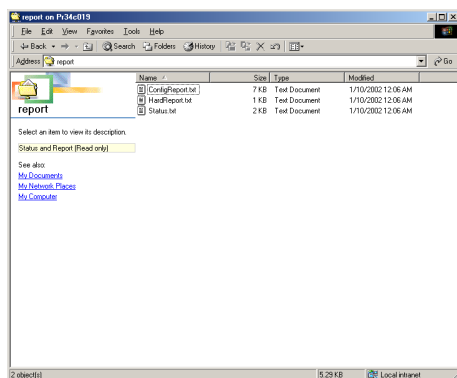 report on Pr34c019
File Edit View Favorites Tools Help
Back Search Folders History
Address report Go
Name Size Type Modified
ConfigReport.txt 7 KB Text Document 1/10/2002 12:06 AM
HardReport.txt 1 KB Text Document 1/10/2002 12:06 AM
Status.txt 2 KB Text Document 1/10/2002 12:06 AM
report
Select an item to view its description.
Status and Report (Read only)
See also:
My Documents
My Network Places
My Computer
2 object(s) 5.29 KB Local intranet